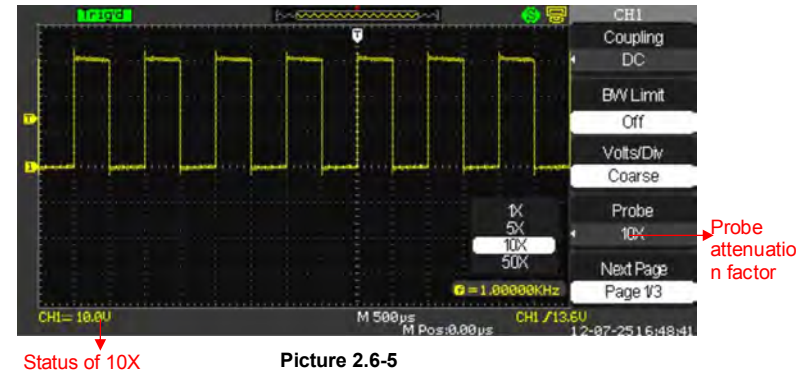 Trig'd
CH1
Coupling
DC
BW Limit
Off
Volts/Div
Coarse
Probe
10X
Next Page
Page 1/3
T
T
1
S
1X
5X
10X
50X
f =1.00000KHz
CH1= 10.0V
M 500µs
CH1 /13.6V
M Pos:0.00µs
12-07-25 16:48:41
Probe
attenuatio
n factor
Status of 10X
Picture 2.6-5